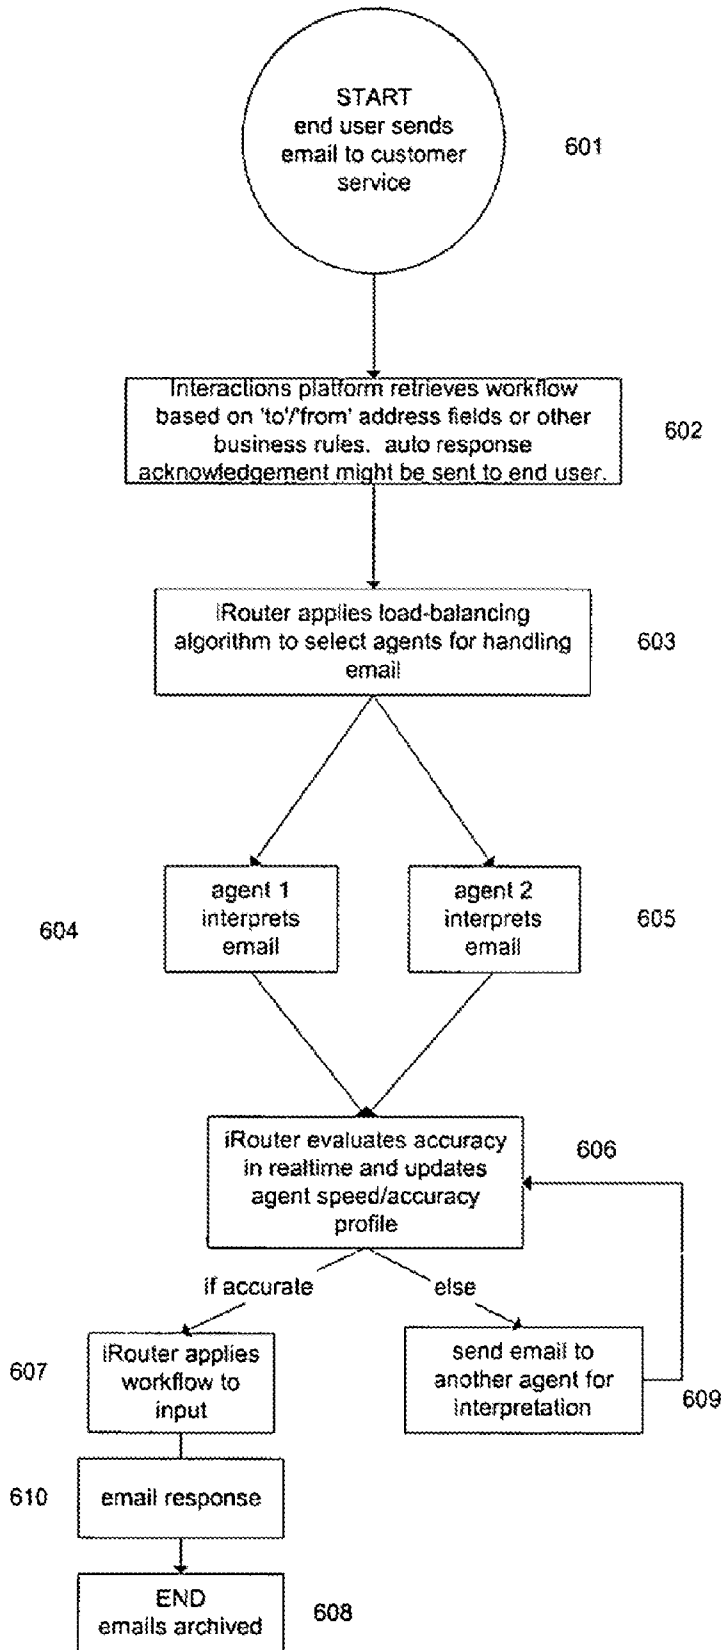 START
end user sends
email to customer
service
601
Interactions platform retrieves workflow
based on 'to'/'from' address fields or other
business rules. auto response
acknowledgement might be sent to end user.
602
iRouter applies load-balancing
algorithm to select agents for handling
email
603
604
agent 1
interprets
email
agent 2
interprets
email
605
iRouter evaluates accuracy
in realtime and updates
agent speed/accuracy
profile
606
if accurate
else
607
iRouter applies
workflow to
input
send email to
another agent for
interpretation
609
610
email response
END
emails archived
608